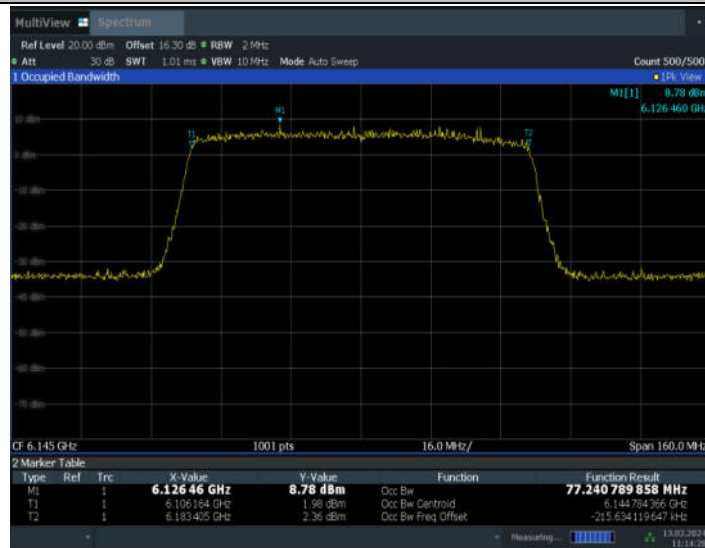 MultiView Spectrum
Ref Level 20.00 dBm Offset 16.30 dB RBW 2 MHz
Att 30 dB SWT 1.01 ms VBW 10 MHz Mode Auto Sweep Count 500/500
1 Occupied Bandwidth 1Pk View
M1[1] 8.78 dBm
6.126 460 GHz
M1
10 dBm
T1 T2
0 dBm
-10 dBm
-20 dBm
-30 dBm
-40 dBm
-50 dBm
-60 dBm
-70 dBm
CF 6.145 GHz 1001 pts 16.0 MHz/ Span 160.0 MHz
2 Marker Table
Type Ref Trc X-Value Y-Value Function Function Result
M1 1 6.126 46 GHz 8.78 dBm Occ Bw 77.240 789 858 MHz
T1 1 6.106 164 GHz 1.98 dBm Occ Bw Centroid 6.144 784 366 GHz
T2 1 6.183 405 GHz 2.36 dBm Occ Bw Freq Offset -215.634 119 647 kHz
Measuring...
11:14:29